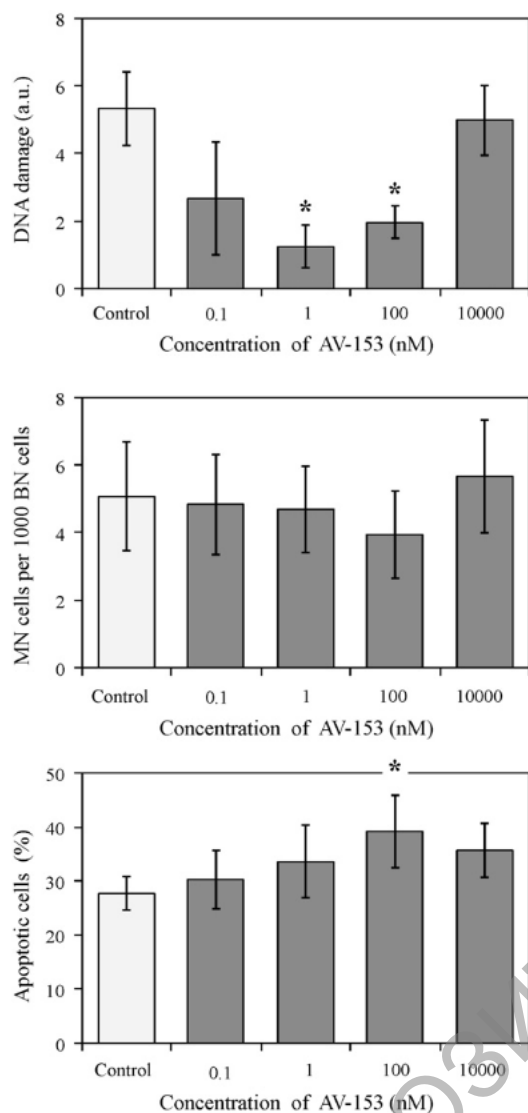 8
6
4
2
0
DNA damage (a.u.)
*
*
Control 0.1 1 100 10000
Concentration of AV-153 (nM)
8
6
4
2
0
MN cells per 1000 BN cells
Control 0.1 1 100 10000
Concentration of AV-153 (nM)
50
40
30
20
10
0
Apoptotic cells (%)
*
Control 0.1 1 100 10000
Concentration of AV-153 (nM)